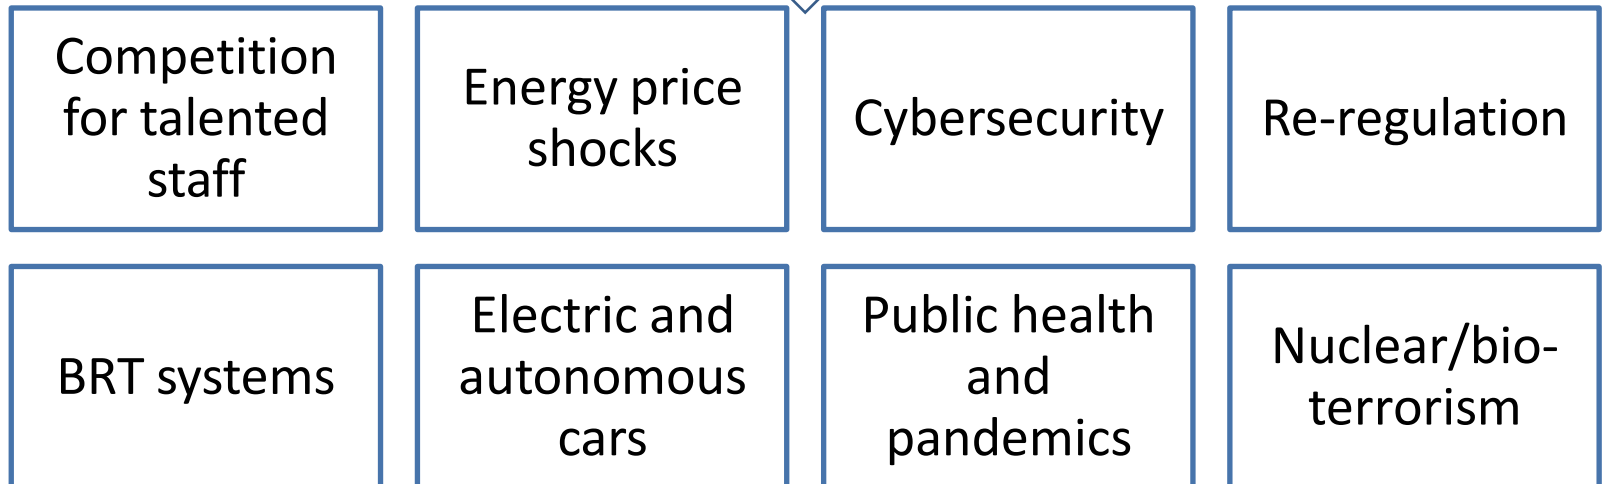 Competition
for talented
staff
Energy price
shocks
Cybersecurity
Re-regulation
BRT systems
Electric and
autonomous
cars
Public health
and
pandemics
Nuclear/bio-
terrorism